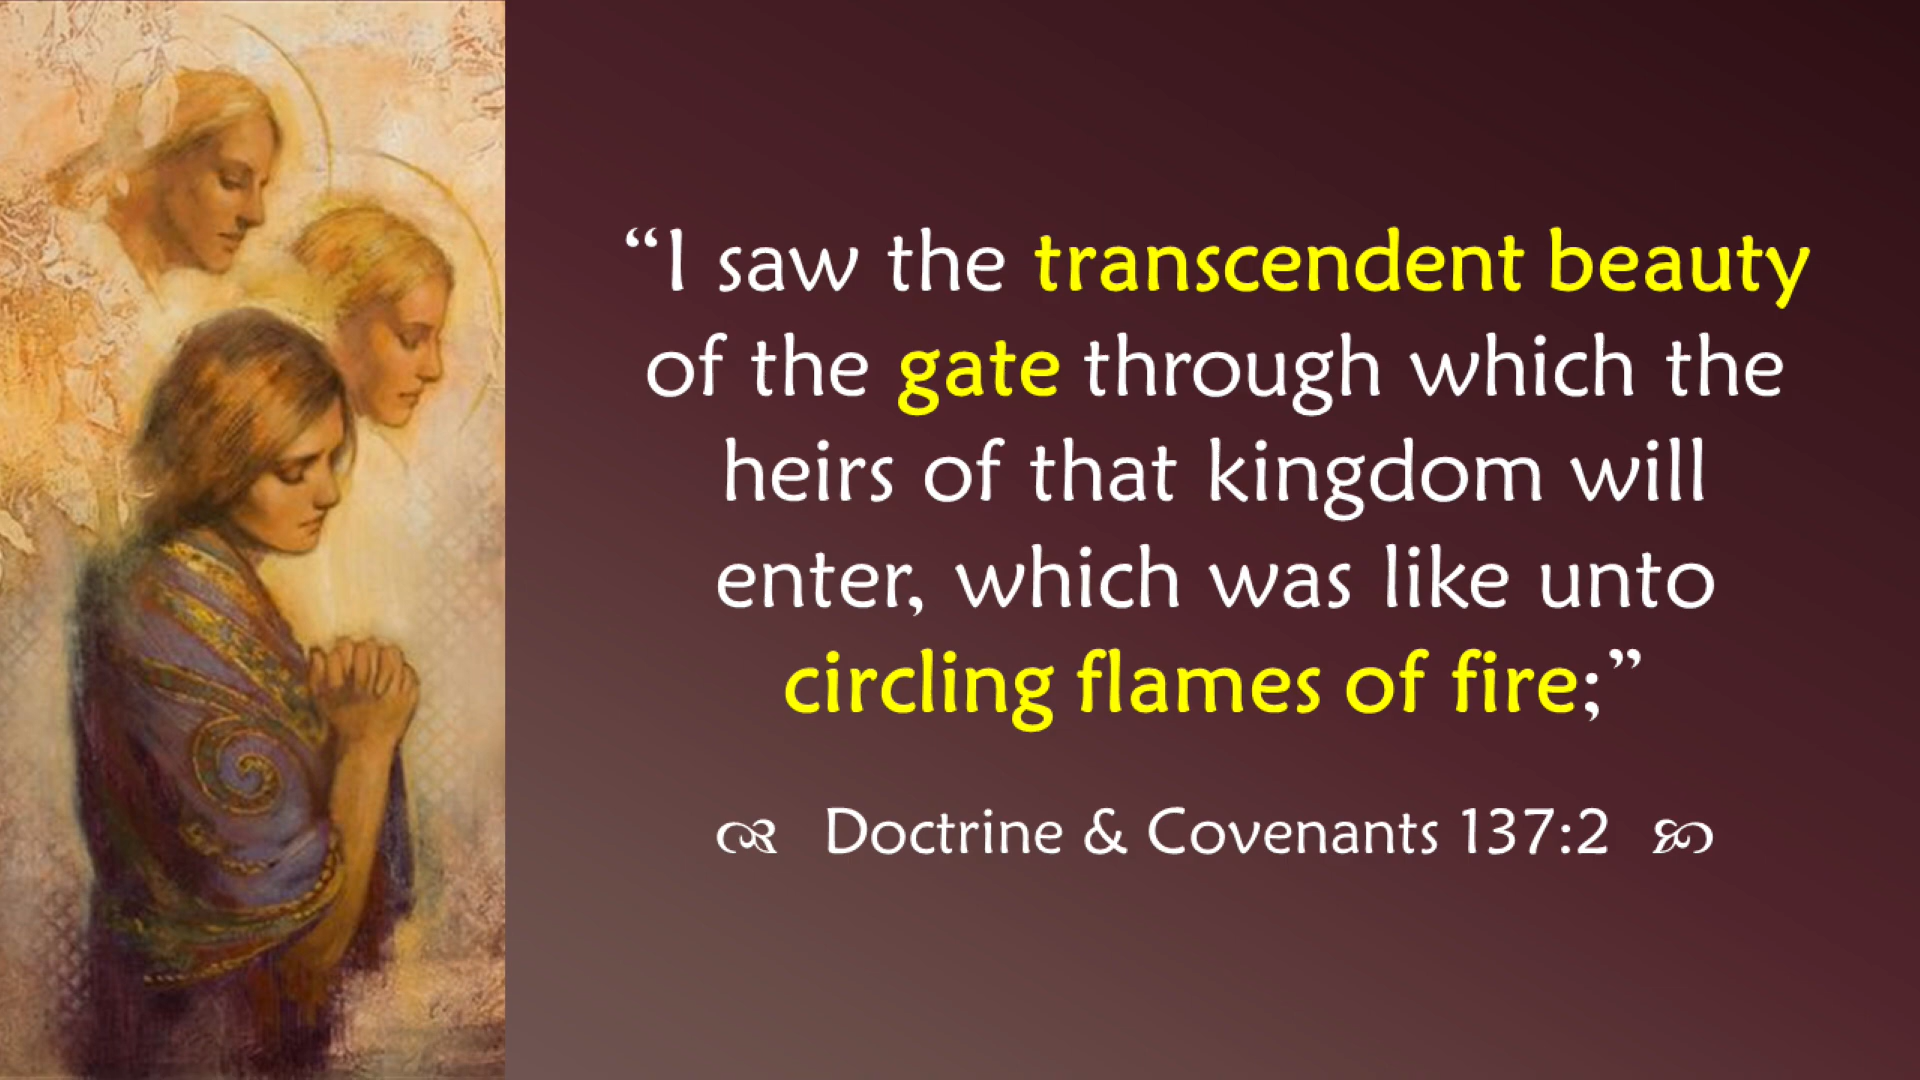 “I saw the transcendent beauty
of the gate through which the
heirs of that kingdom will
enter, which was like unto
circling flames of fire;”
Doctrine & Covenants 137:2